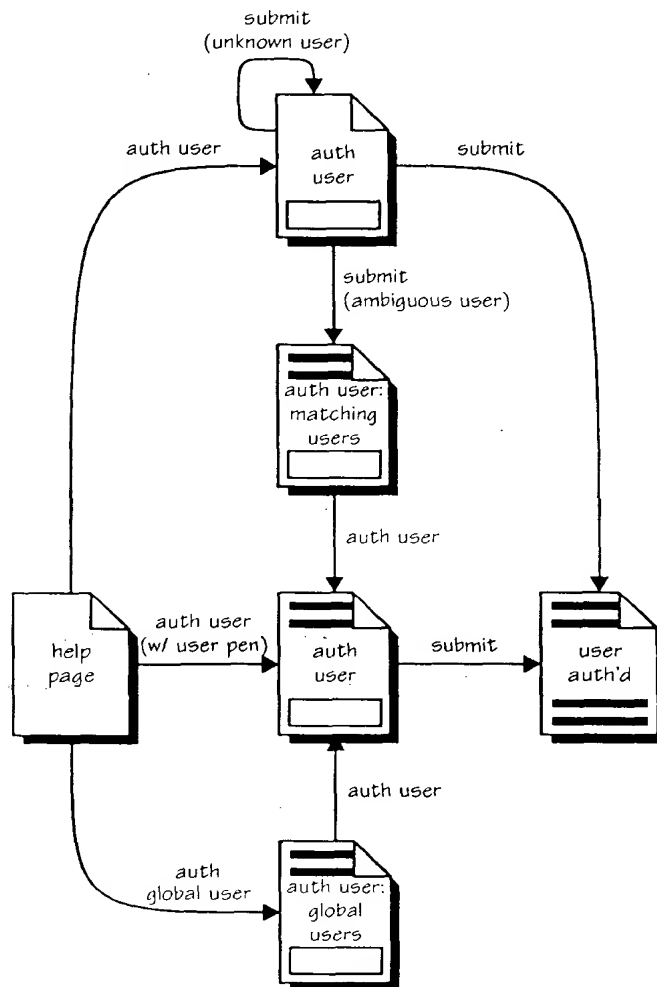 submit
(unknown user)
auth user
auth
user
submit
submit
(ambiguous user)
auth user:
matching
users
auth user
help
page
auth user
(w/ user pen)
auth
user
submit
user
auth'd
auth user
auth
global user
auth user:
global
users